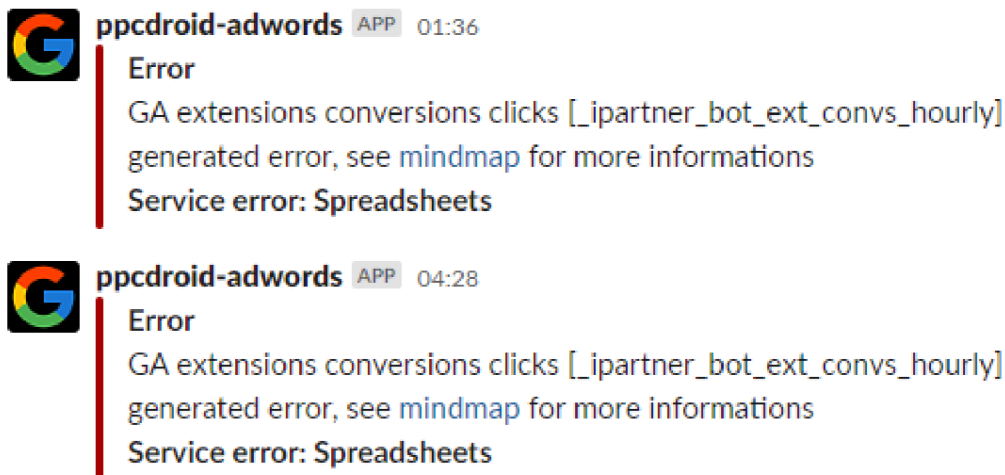 ppcdroid-adwords APP 01:36
Error
GA extensions conversions clicks [_ipartner_bot_ext_convs_hourly]
generated error, see mindmap for more informations
Service error: Spreadsheets
ppcdroid-adwords APP 04:28
Error
GA extensions conversions clicks [_ipartner_bot_ext_convs_hourly]
generated error, see mindmap for more informations
Service error: Spreadsheets